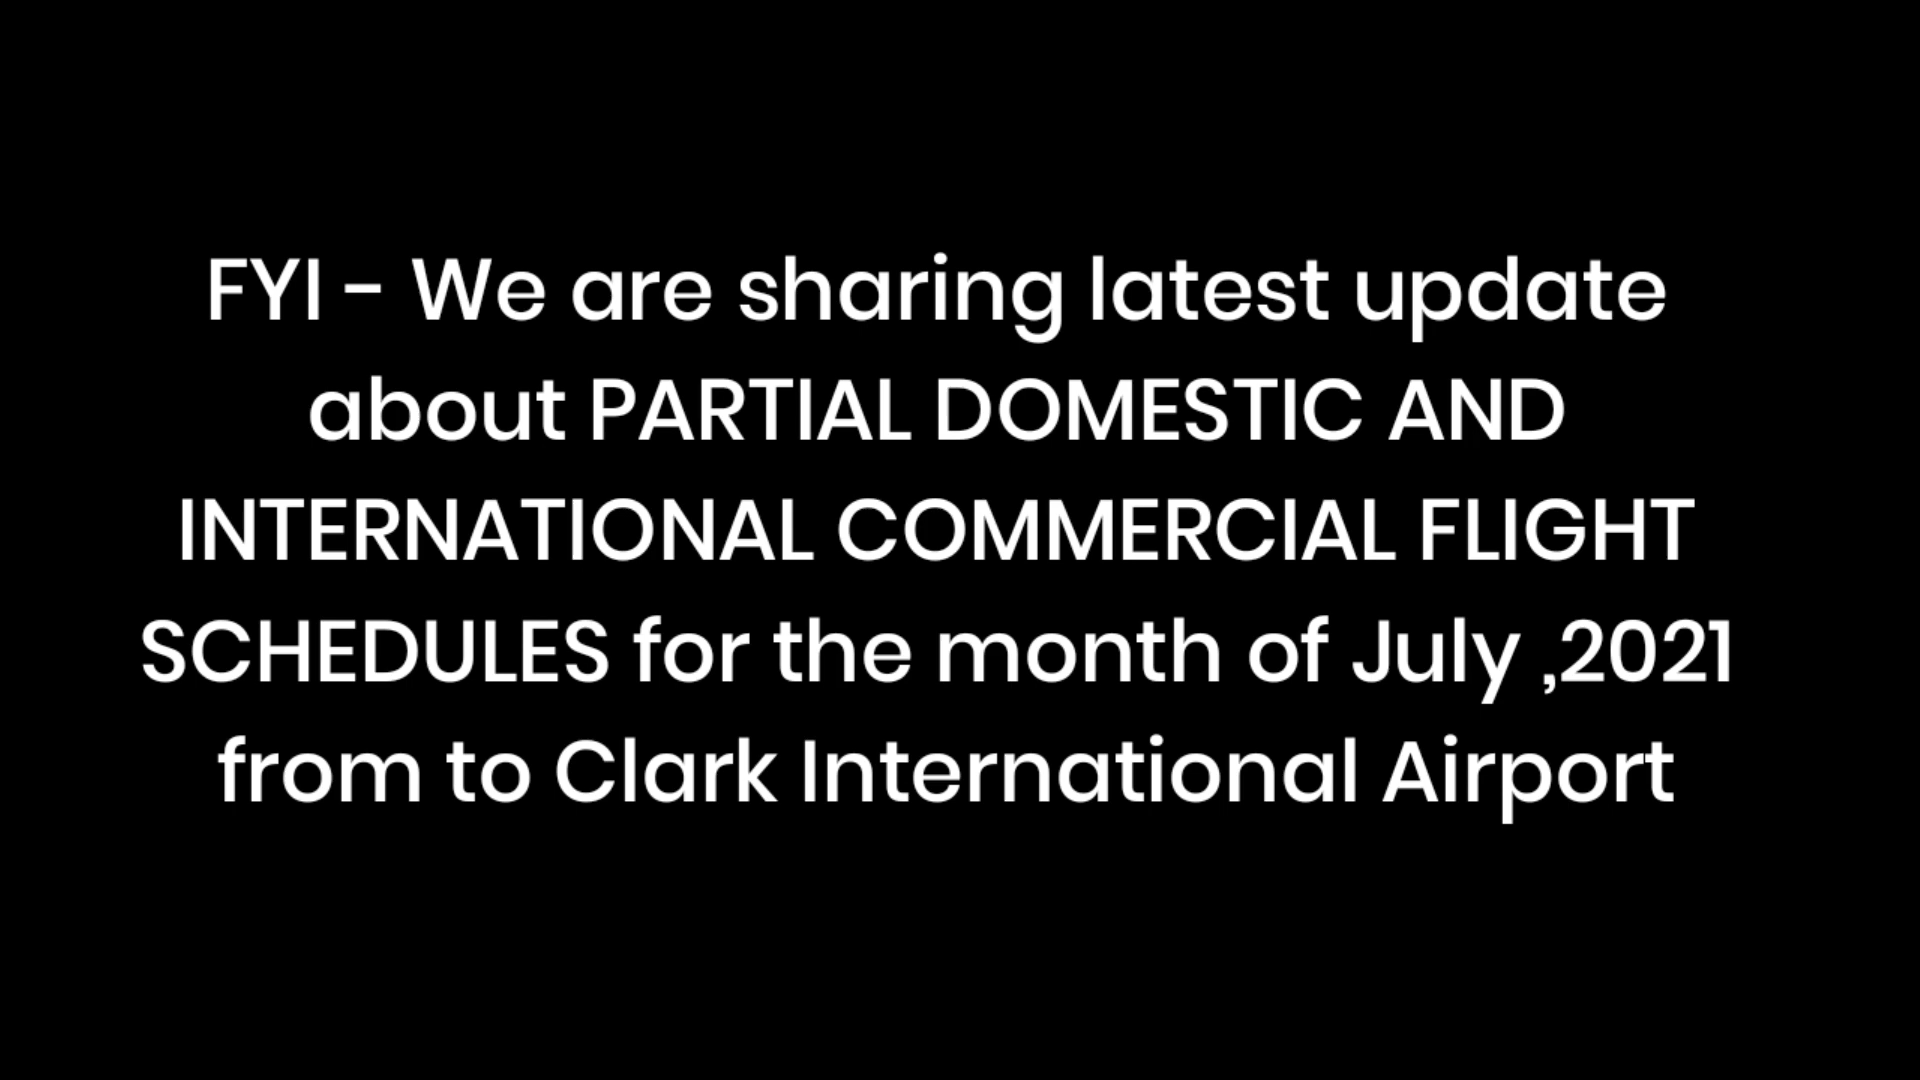 FYI - We are sharing latest update
about PARTIAL DOMESTIC AND
INTERNATIONAL COMMERCIAL FLIGHT
SCHEDULES for the month of July ,2021
from to Clark International Airport